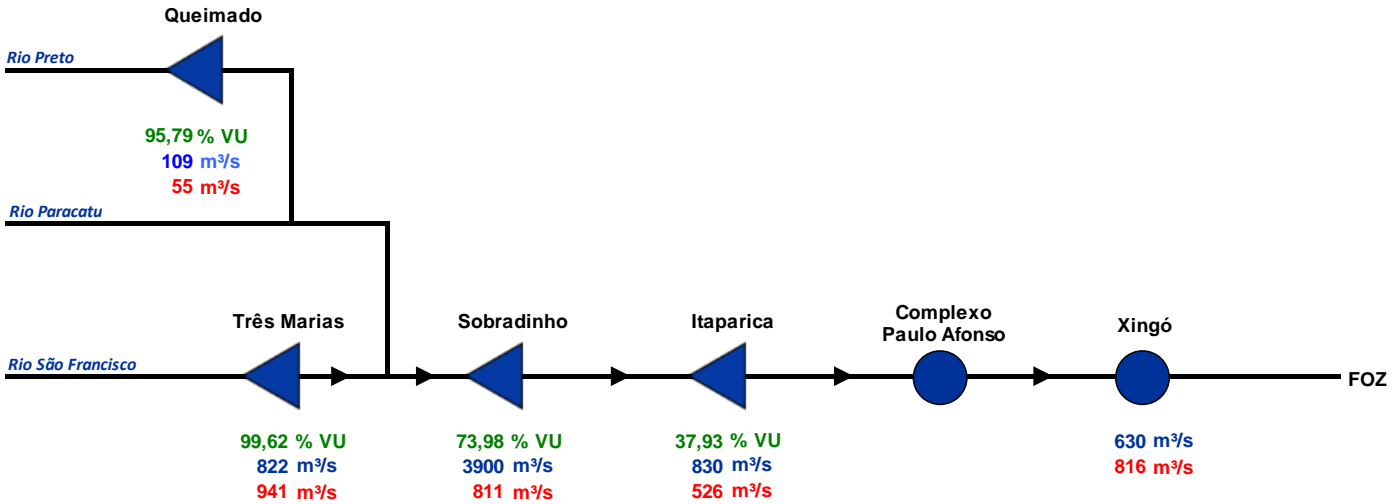 Queimado
Rio Preto
95,79 % VU
109 m³/s
55 m³/s
Rio Paracatu
Três Marias
Sobradinho
Itaparica
Complexo
Paulo Afonso
Xingó
Rio São Francisco
FOZ
99,62 % VU
822 m³/s
941 m³/s
73,98 % VU
3900 m³/s
811 m³/s
37,93 % VU
830 m³/s
526 m³/s
630 m³/s
816 m³/s